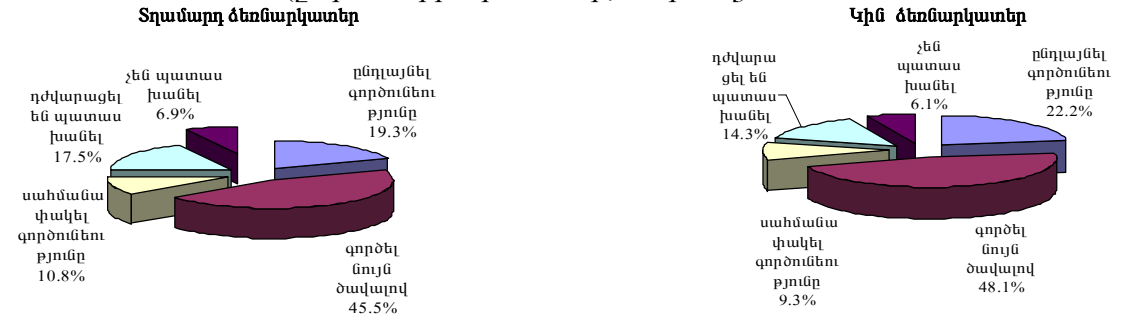 Տղամարդ ձեռնարկատեր
չեն պատաս
խանել
6.9%
ընդլայնել
գործունեու
թյունը
19.3%
դժվարացել
են պատաս
խանել
17.5%
սահմանա
փակել
գործունեու
թյունը
10.8%
գործել
նույն
ծավալով
45.5%
Կին ձեռնարկատեր
չեն
պատաս
խանել
6.1%
ընդլայնել
գործունեու
թյունը
22.2%
դժվարա
ցել են
պատաս
խանել
14.3%
սահմանա
փակել
գործունեու
թյունը
9.3%
գործել
նույն
ծավալով
48.1%